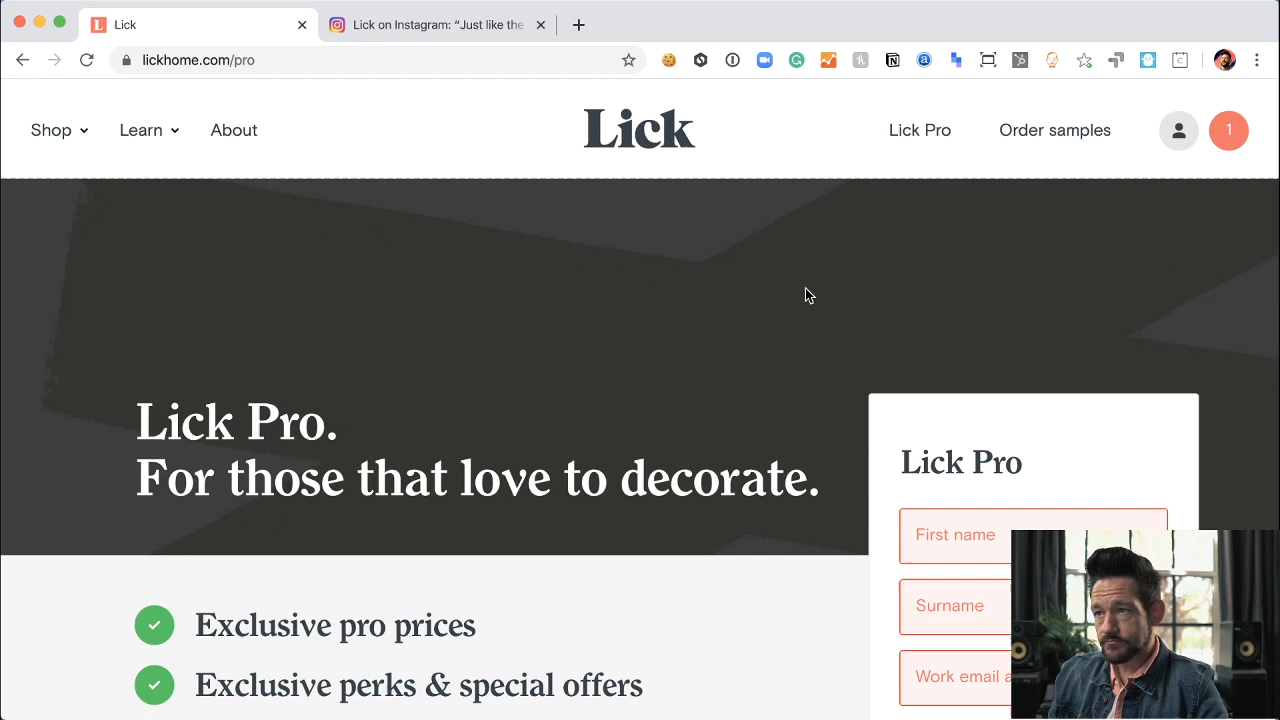 Lick
Lick on Instagram: “Just like the
lickhome.com/pro
Shop
Learn
About
Lick
Lick Pro
Order samples
1
Lick Pro.
For those that love to decorate.
Exclusive pro prices
Exclusive perks & special offers
Lick Pro
First name
Surname
Work email a